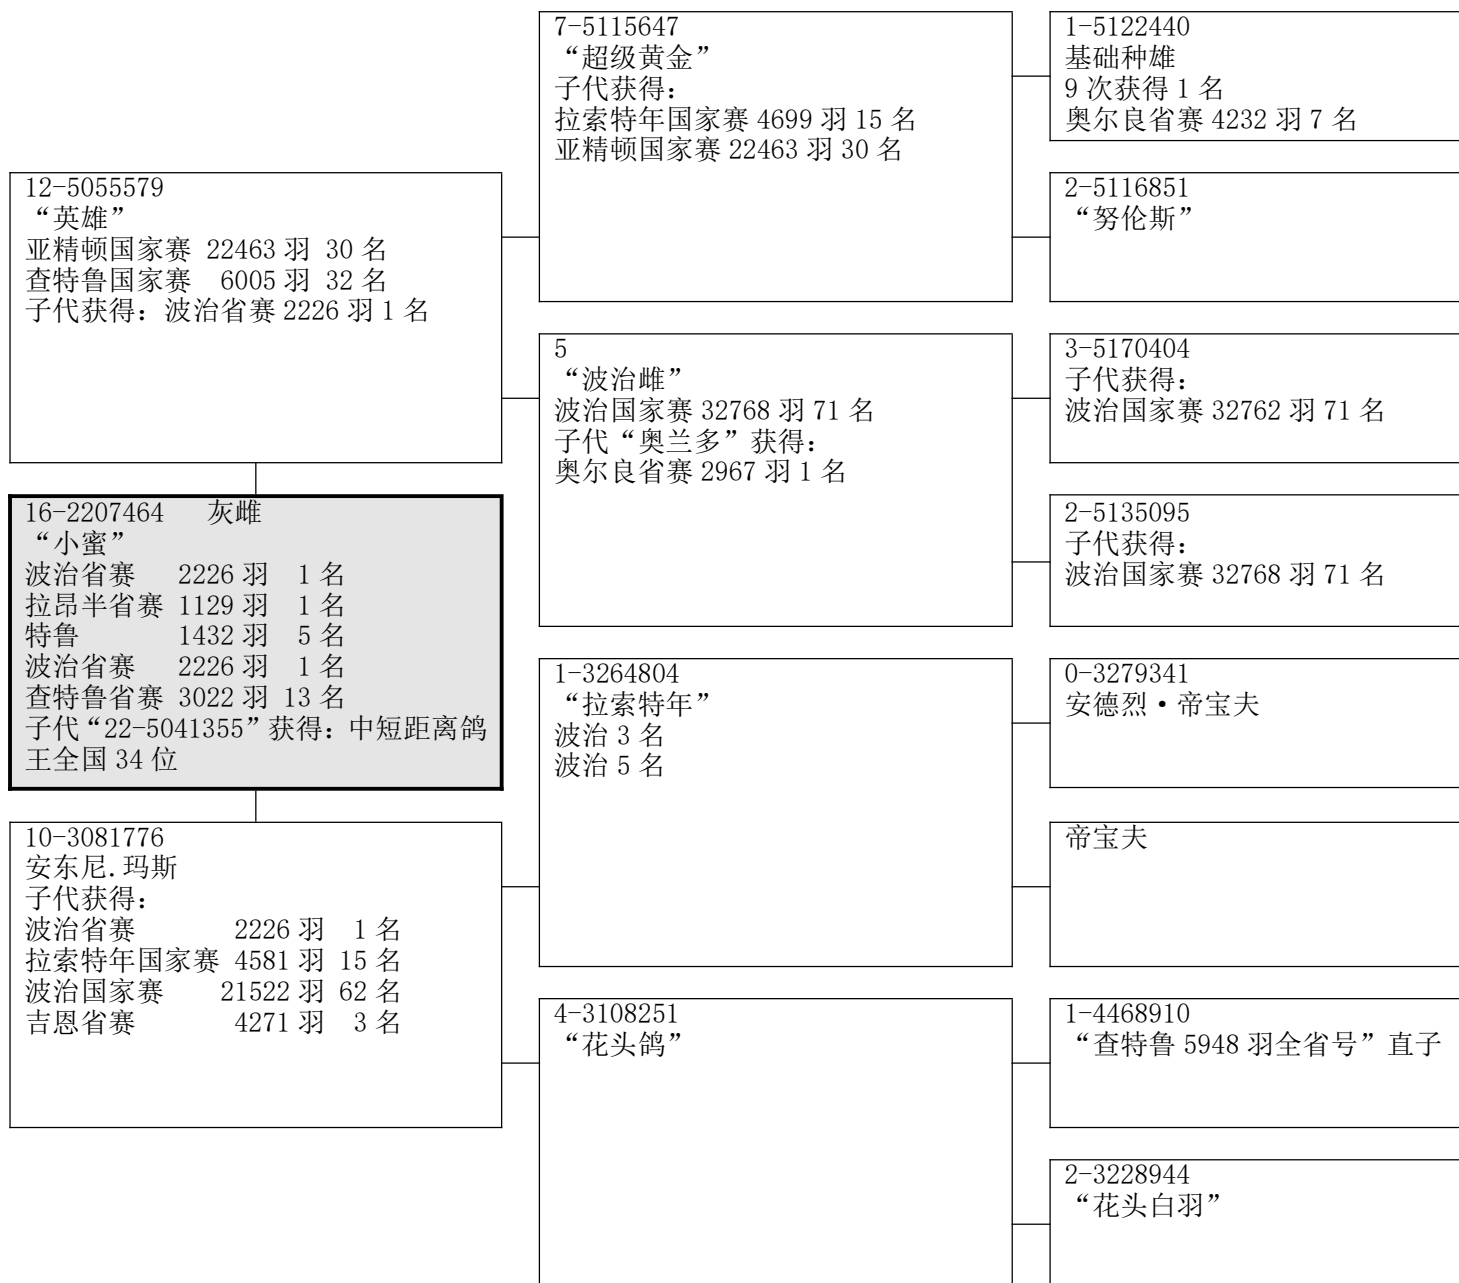 7-5115647
“超级黄金”
子代获得：
拉索特年国家赛 4699 羽 15 名
亚精顿国家赛 22463 羽 30 名
1-5122440
基础种雄
9 次获得 1 名
奥尔良省赛 4232 羽 7 名
12-5055579
“英雄”
亚精顿国家赛 22463 羽 30 名
查特鲁国家赛 6005 羽 32 名
子代获得：波治省赛 2226 羽 1 名
2-5116851
“努伦斯”
5
“波治雌”
波治国家赛 32768 羽 71 名
子代“奥兰多”获得：
奥尔良省赛 2967 羽 1 名
3-5170404
子代获得：
波治国家赛 32762 羽 71 名
16-2207464 灰雌
“小蜜”
波治省赛 2226 羽 1 名
拉昂半省赛 1129 羽 1 名
特鲁 1432 羽 5 名
波治省赛 2226 羽 1 名
查特鲁省赛 3022 羽 13 名
子代“22-5041355”获得：中短距离鸽
王全国 34 位
2-5135095
子代获得：
波治国家赛 32768 羽 71 名
1-3264804
“拉索特年”
波治 3 名
波治 5 名
0-3279341
安德烈·帝宝夫
10-3081776
安东尼.玛斯
子代获得：
波治省赛 2226 羽 1 名
拉索特年国家赛 4581 羽 15 名
波治国家赛 21522 羽 62 名
吉恩省赛 4271 羽 3 名
帝宝夫
4-3108251
“花头鸽”
1-4468910
“查特鲁 5948 羽全省号”直子
2-3228944
“花头白羽”